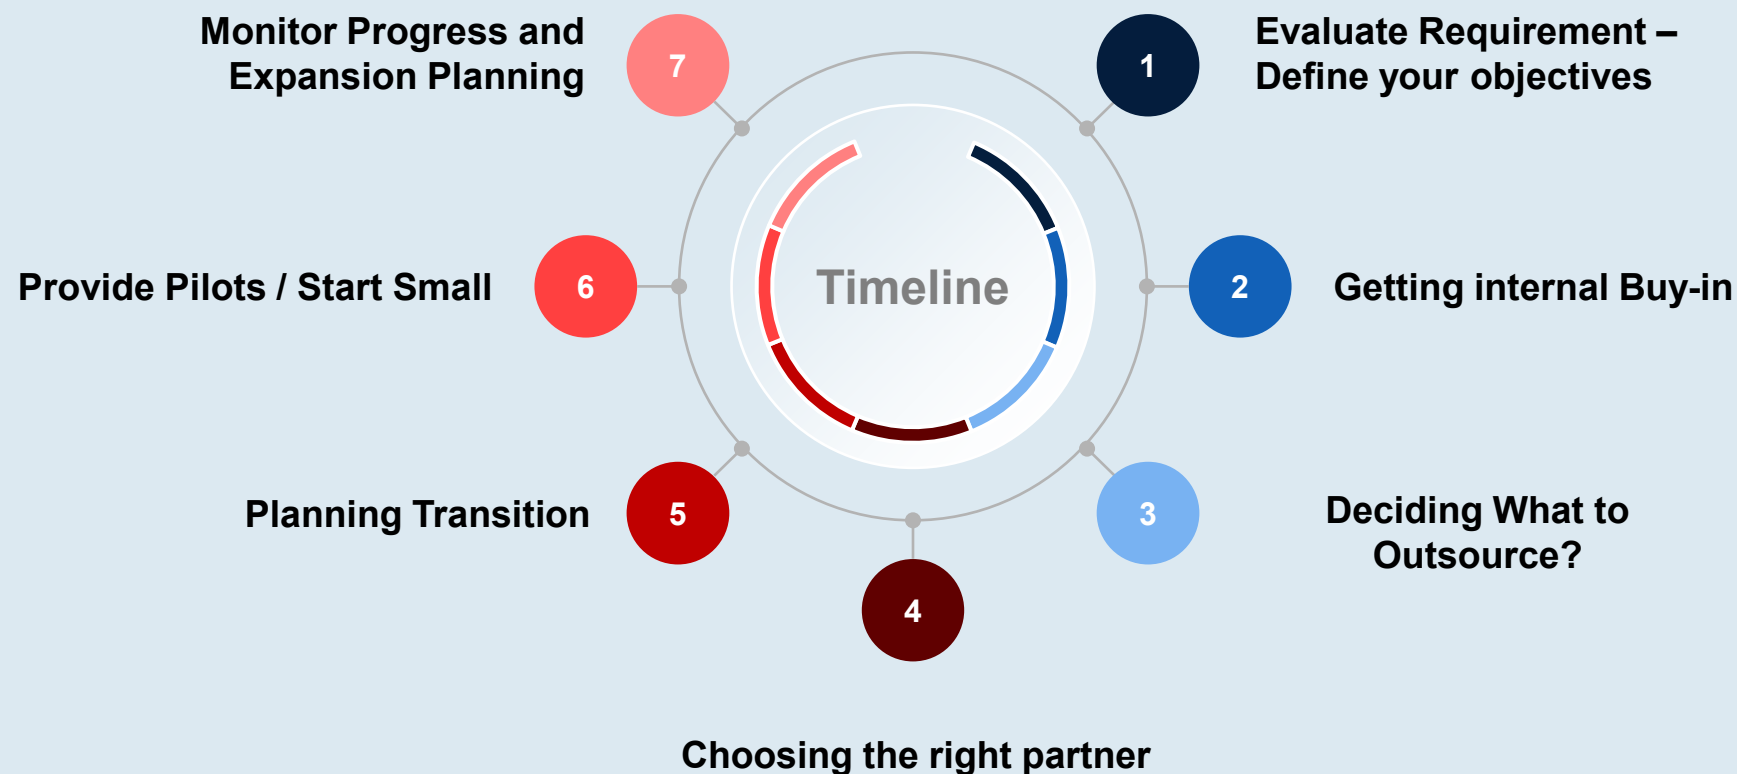 1
Evaluate Requirement –
Define your objectives
2
Getting internal Buy-in
3
Deciding What to
Outsource?
4
Choosing the right partner
5
Planning Transition
6
Provide Pilots / Start Small
7
Monitor Progress and
Expansion Planning
Timeline